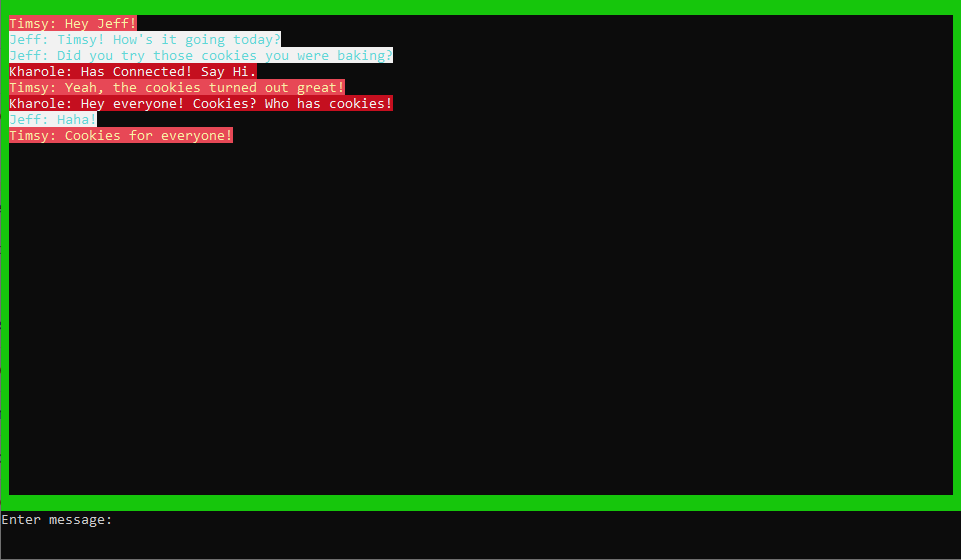 Timsy: Hey Jeff!
Jeff: Timsy! How's it going today?
Jeff: Did you try those cookies you were baking?
Kharole: Has Connected! Say Hi.
Timsy: Yeah, the cookies turned out great!
Kharole: Hey everyone! Cookies? Who has cookies!
Jeff: Haha!
Timsy: Cookies for everyone!
Enter message: